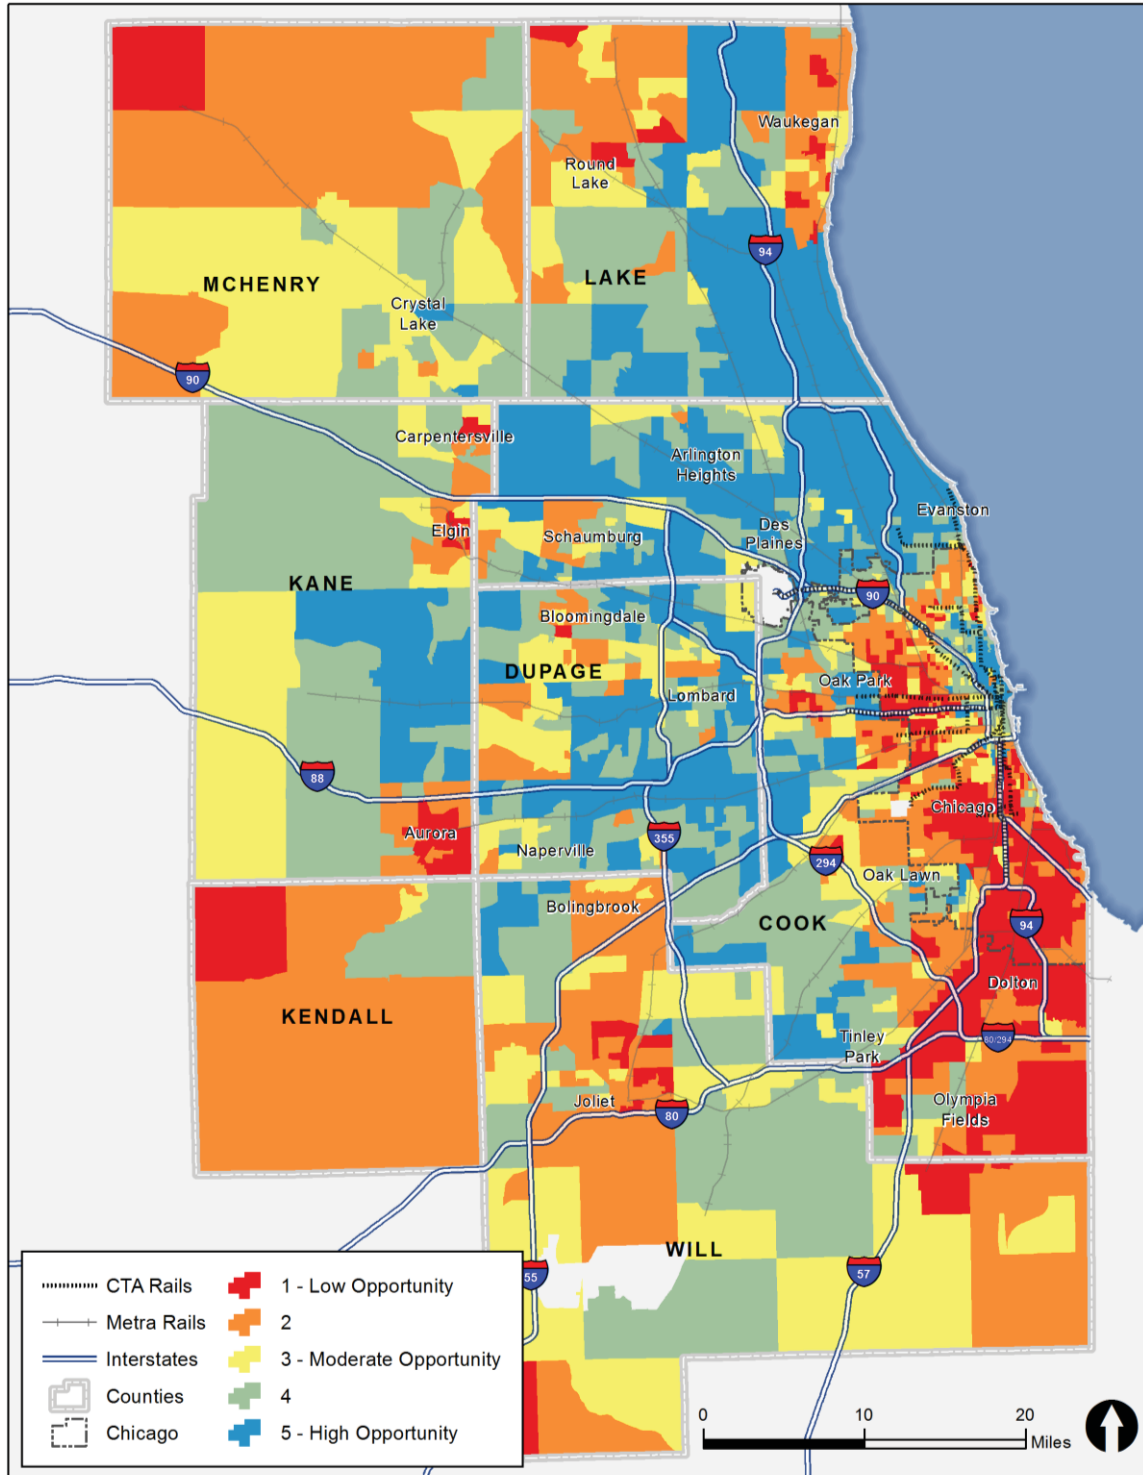 Waukegan
Round
Lake
94
MCHENRY
LAKE
Crystal
Lake
90
Carpentersville
Arlington
Heights
Evanston
Elgin
Schaumburg
Des
Plaines
KANE
90
Bloomingdale
DUPAGE
Oak Park
Lombard
88
Chicago
Aurora
355
Naperville
294
Oak Lawn
Bolingbrook
COOK
94
Dolton
KENDALL
Tinley
Park
80/294
Joliet
80
Olympia
Fields
WILL
55
57
CTA Rails
Metra Rails
Interstates
Counties
Chicago
1 - Low Opportunity
2
3 - Moderate Opportunity
4
5 - High Opportunity
0 10 20
Miles